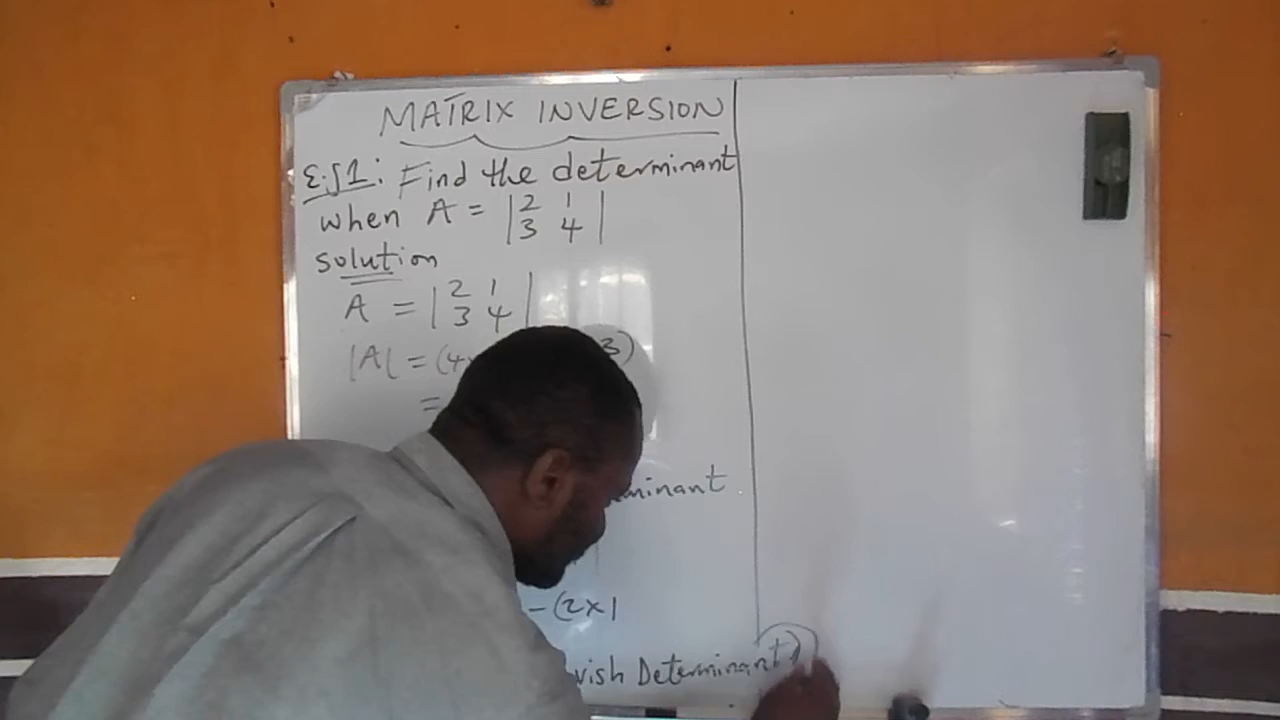 MATRIX INVERSION
E.g 1: Find the determinant
when A = | 2 1 |
| 3 4 |
solution
A = | 2 1 |
| 3 4 |
|A| = (4 3)
=
minant
- (2x1
vish Determinant)